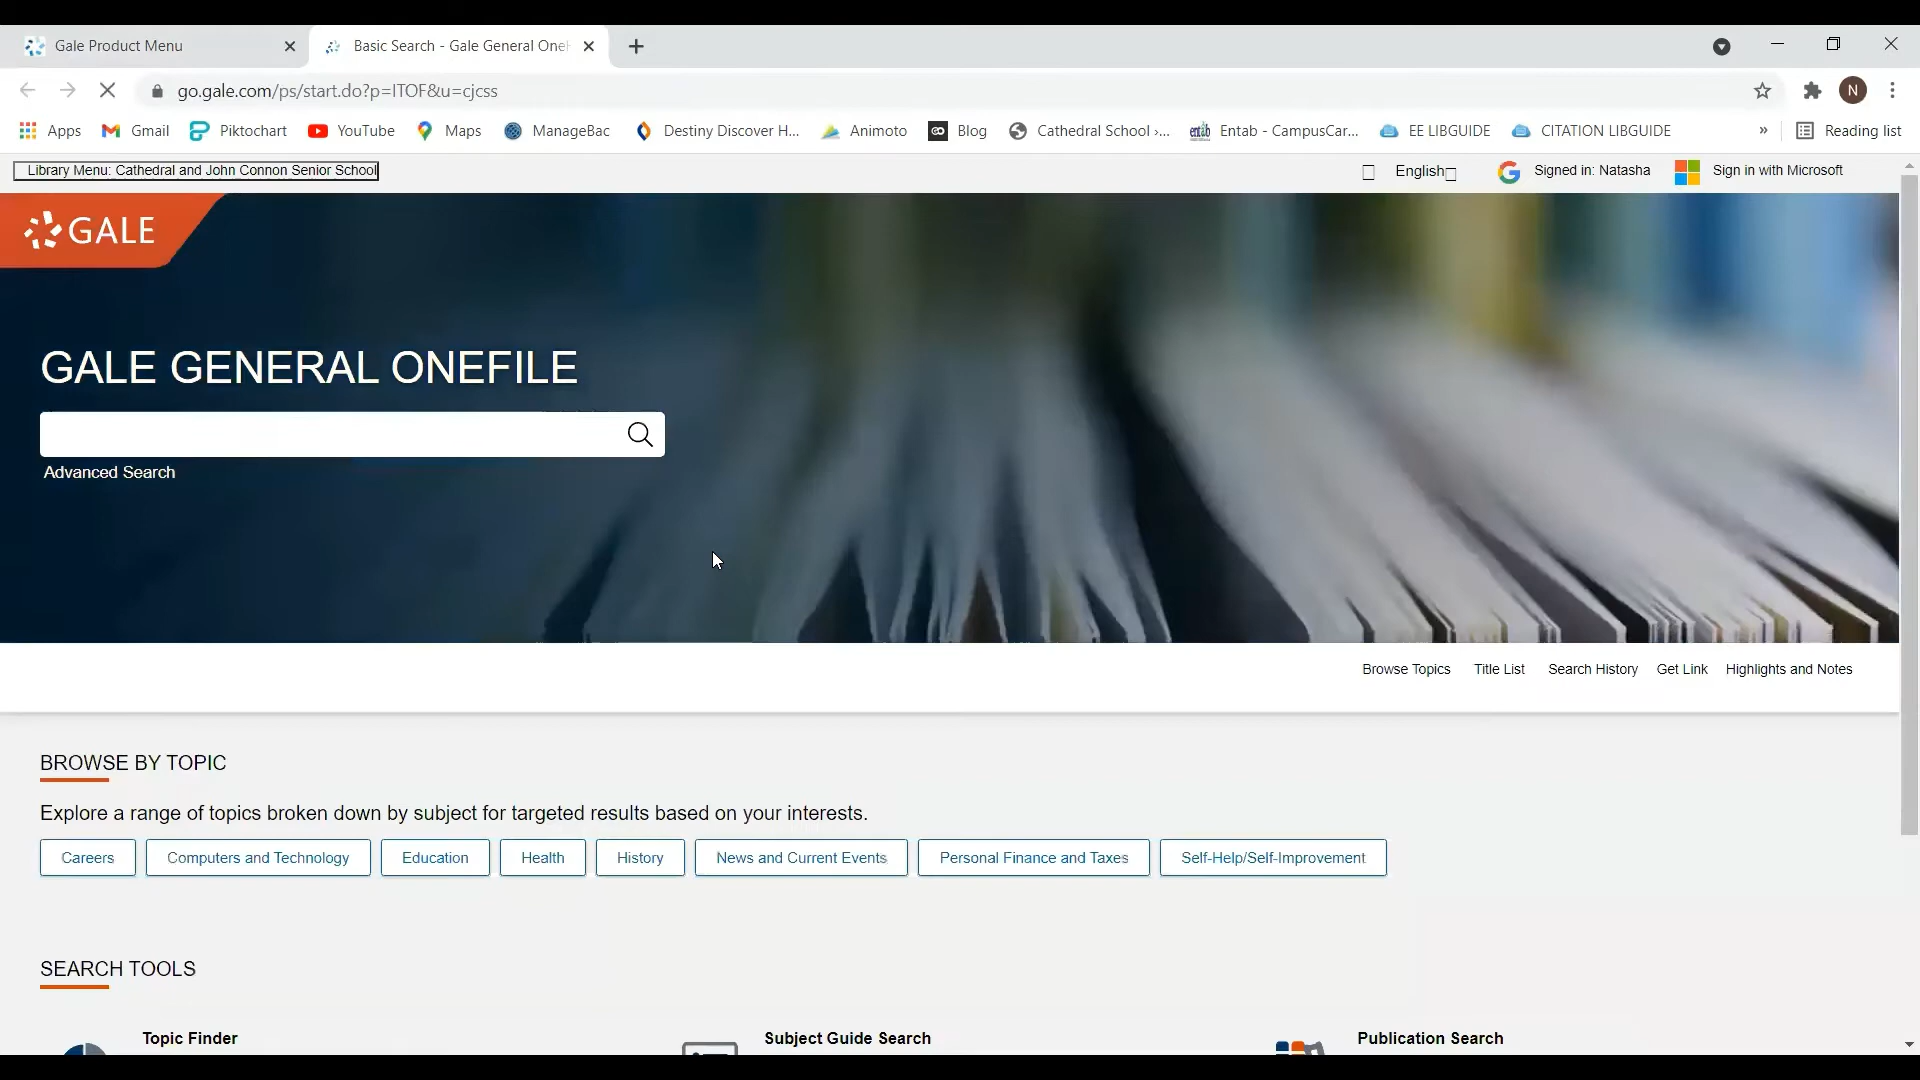 Gale Product Menu
Basic Search - Gale General OneF
go.gale.com/ps/start.do?p=ITOF&u=cjcss
N
Apps Gmail Piktochart YouTube Maps ManageBac Destiny Discover H... Animoto Blog Cathedral School ›... Entab - CampusCar... EE LIBGUIDE CITATION LIBGUIDE » Reading list
Library Menu: Cathedral and John Connon Senior School English Signed in: Natasha Sign in with Microsoft
GALE
GALE GENERAL ONEFILE
Advanced Search
Browse Topics Title List Search History Get Link Highlights and Notes
BROWSE BY TOPIC
Explore a range of topics broken down by subject for targeted results based on your interests.
Careers Computers and Technology Education Health History News and Current Events Personal Finance and Taxes Self-Help/Self-Improvement
SEARCH TOOLS
Topic Finder Subject Guide Search Publication Search